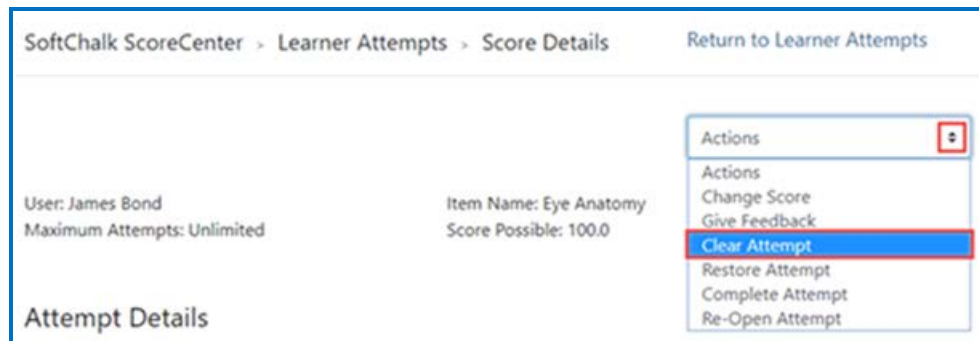 SoftChalk ScoreCenter > Learner Attempts > Score Details
Return to Learner Attempts
Actions
Actions
Change Score
Give Feedback
Clear Attempt
Restore Attempt
Complete Attempt
Re-Open Attempt
User: James Bond
Item Name: Eye Anatomy
Maximum Attempts: Unlimited
Score Possible: 100.0
Attempt Details